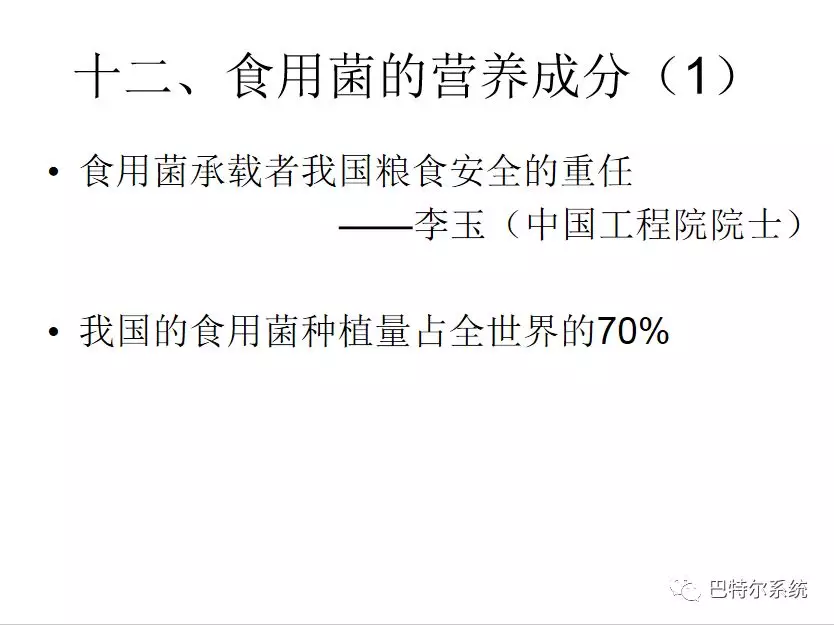 十二、食用菌的营养成分（1）
• 食用菌承载者我国粮食安全的重任
——李玉（中国工程院院士）
• 我国的食用菌种植量占全世界的70%
巴特尔系统